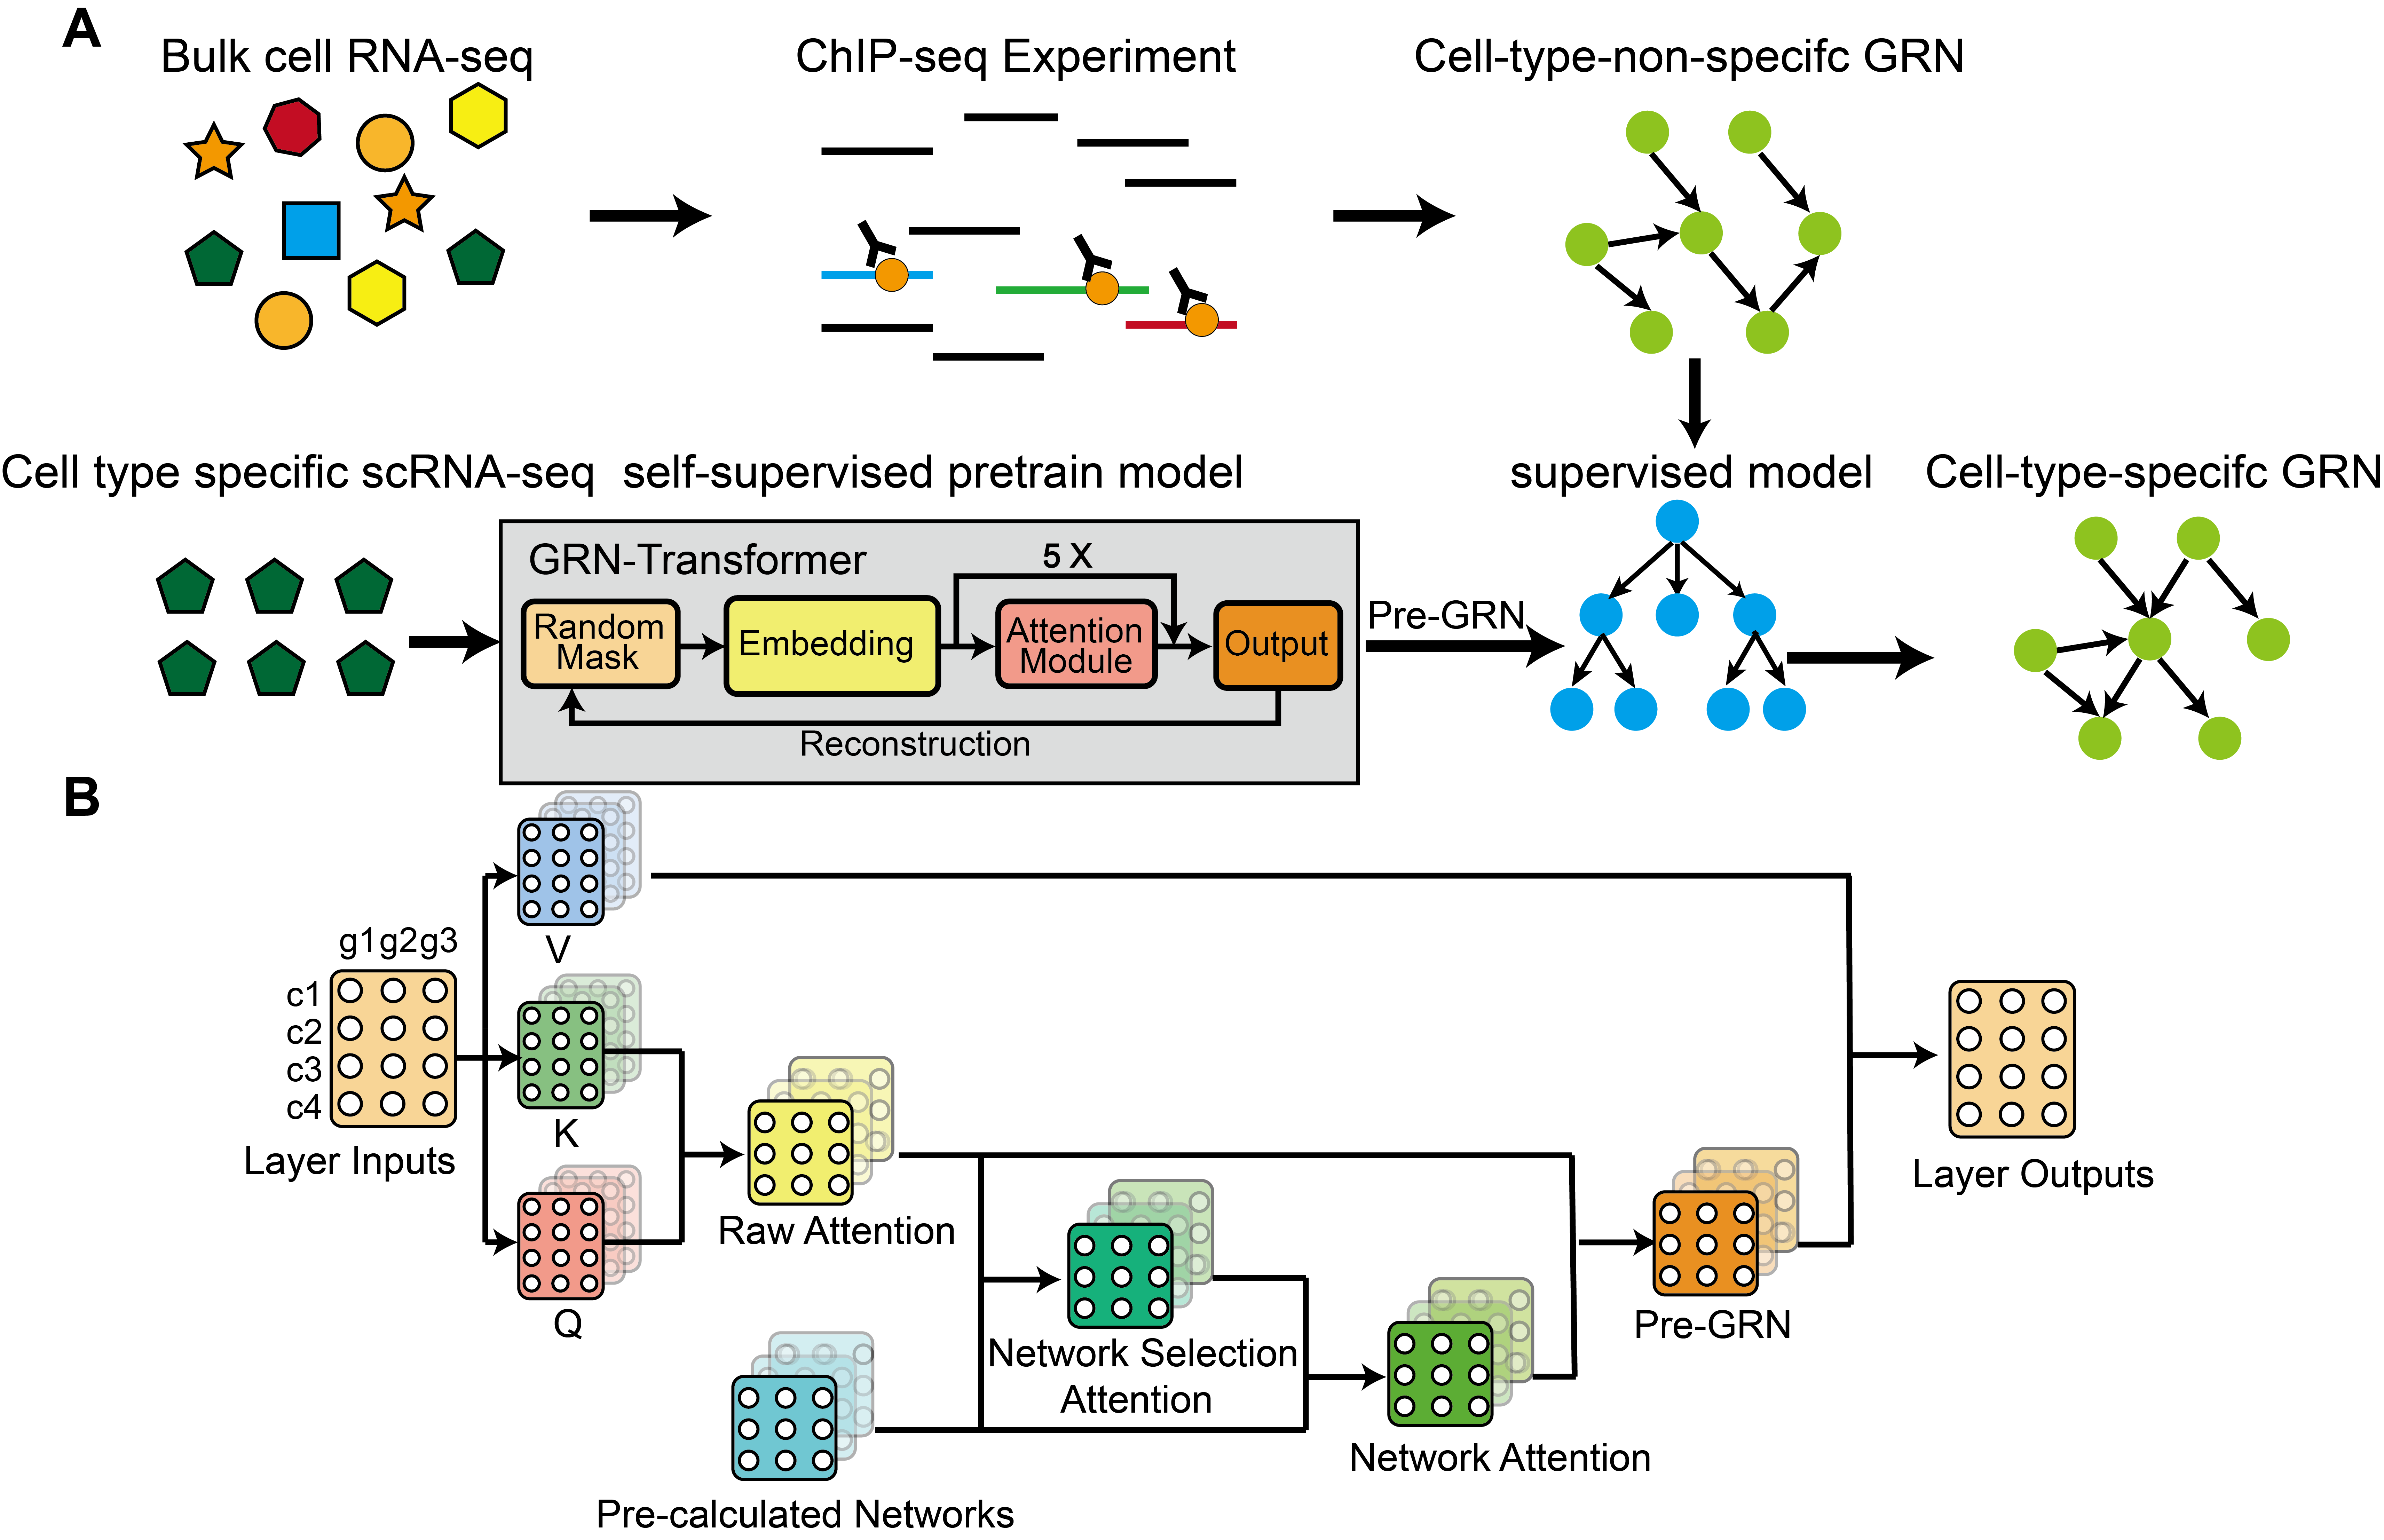 A
Bulk cell RNA-seq
ChIP-seq Experiment
Cell-type-non-specifc GRN
Cell type specific scRNA-seq
self-supervised pretrain model
supervised model
Cell-type-specifc GRN
GRN-Transformer
5 X
Random
Mask
Embedding
Attention
Module
Output
Reconstruction
Pre-GRN
B
V
g1g2g3
c1
c2
c3
c4
Layer Inputs
K
Q
Raw Attention
Network Selection
Attention
Pre-calculated Networks
Network Attention
Pre-GRN
Layer Outputs